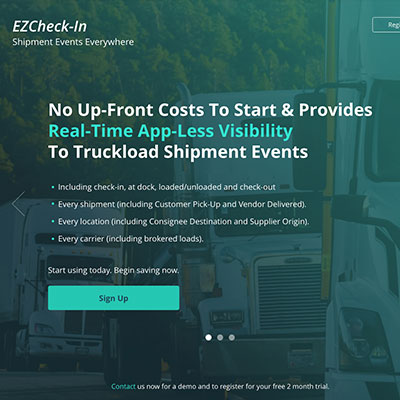 EZCheck-In
Shipment Events Everywhere
No Up-Front Costs To Start & Provides
Real-Time App-Less Visibility
To Truckload Shipment Events
Including check-in, at dock, loaded/unloaded and check-out
Every shipment (including Customer Pick-Up and Vendor Delivered).
Every location (including Consignee Destination and Supplier Origin).
Every carrier (including brokered loads).
Start using today. Begin saving now.
Sign Up
Contact us now for a demo and to register for your free 2 month trial.